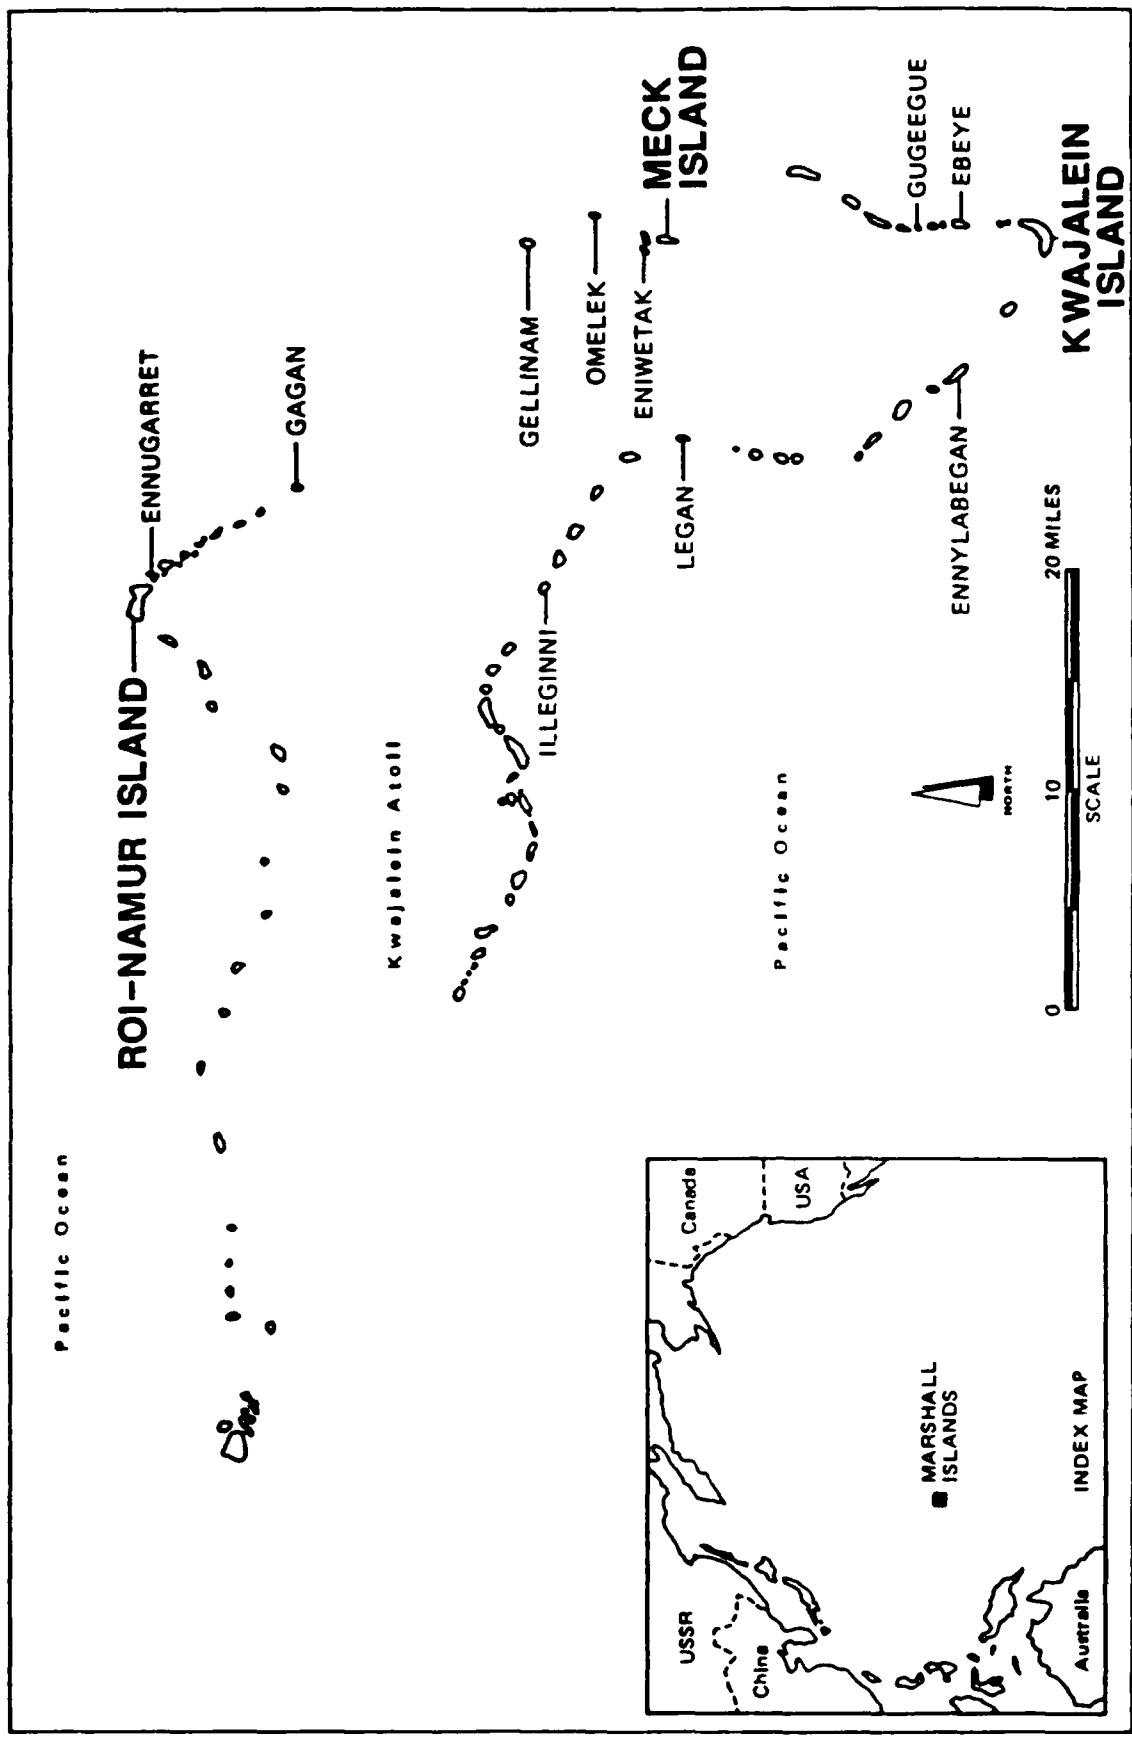 Pacific Ocean
ROI-NAMUR ISLAND
ENNUGARRET
GAGAN
Kwajalein Atoll
GELLINAM
ILLEGINNI
OMELEK
ENIWETAK
MECK
ISLAND
LEGAN
Pacific Ocean
GUGEEGUE
EBEYE
ENNYLABEGAN
KWAJALEIN
ISLAND
NORTH
0
10
20 MILES
SCALE
USSR
China
Canada
USA
MARSHALL
ISLANDS
Australia
INDEX MAP